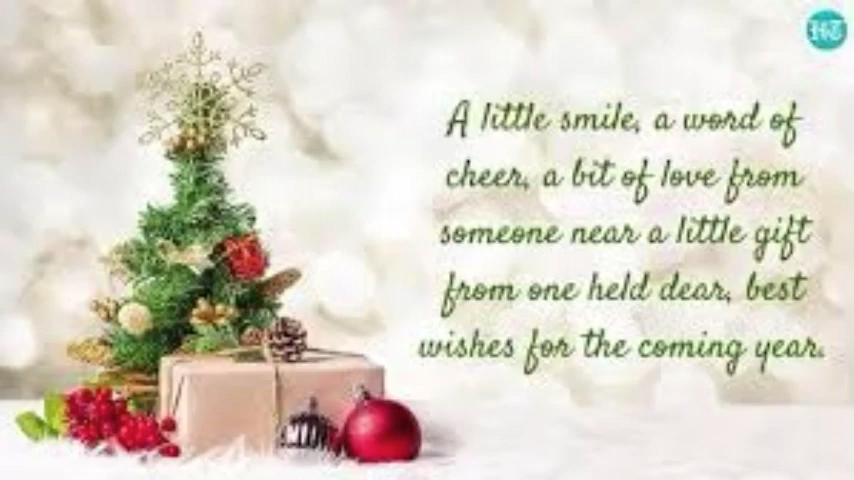 HT
A little smile, a word of
cheer, a bit of love from
someone near a little gift
from one held dear, best
wishes for the coming year.